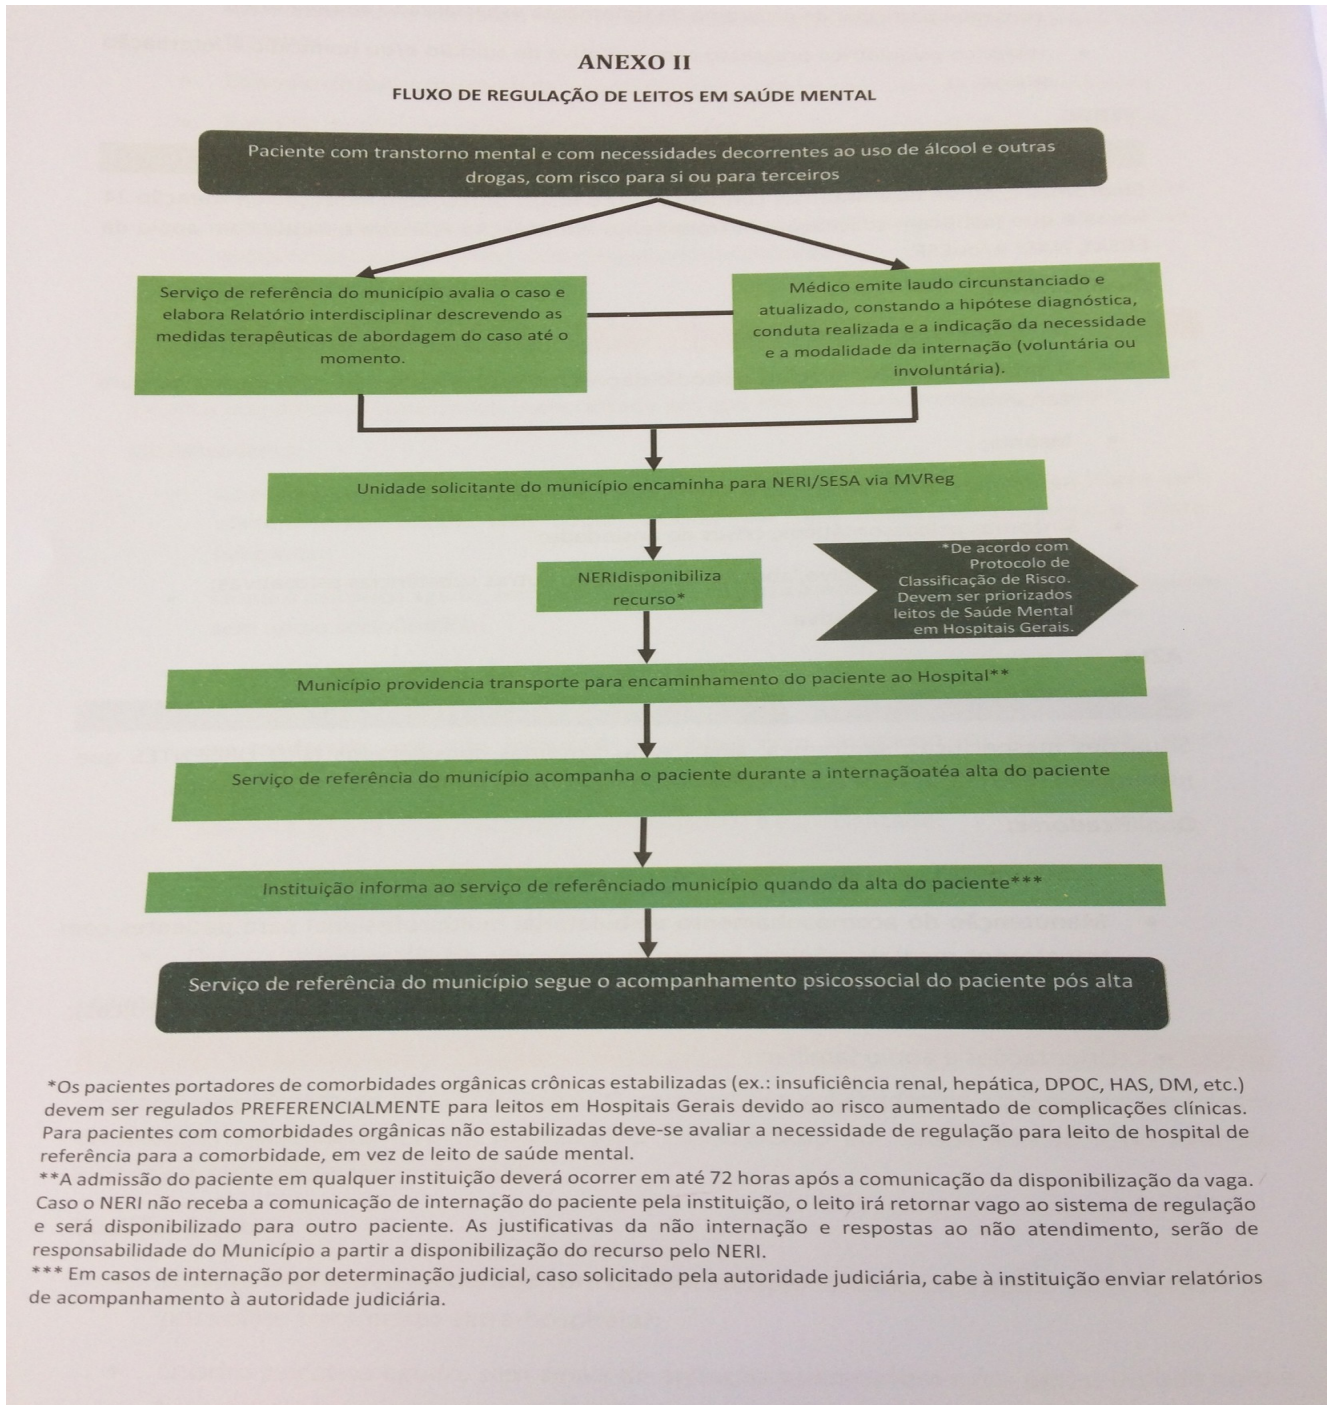 ANEXO II
FLUXO DE REGULAÇÃO DE LEITOS EM SAÚDE MENTAL
Paciente com transtorno mental e com necessidades decorrentes ao uso de álcool e outras
drogas, com risco para si ou para terceiros
Serviço de referência do município avalia o caso e
elabora Relatório interdisciplinar descrevendo as
medidas terapêuticas de abordagem do caso até o
momento.
Médico emite laudo circunstanciado e
atualizado, constando a hipótese diagnóstica,
conduta realizada e a indicação da necessidade
e a modalidade da internação (voluntária ou
involuntária).
Unidade solicitante do município encaminha para NERI/SESA via MVReg
NERIdisponibiliza
recurso*
*De acordo com
Protocolo de
Classificação de Risco.
Devem ser priorizados
leitos de Saúde Mental
em Hospitais Gerais.
Município providencia transporte para encaminhamento do paciente ao Hospital**
Serviço de referência do município acompanha o paciente durante a internaçãoatéa alta do paciente
Instituição informa ao serviço de referênciado município quando da alta do paciente***
Serviço de referência do município segue o acompanhamento psicossocial do paciente pós alta
*Os pacientes portadores de comorbidades orgânicas crônicas estabilizadas (ex.: insuficiência renal, hepática, DPOC, HAS, DM, etc.)
devem ser regulados PREFERENCIALMENTE para leitos em Hospitais Gerais devido ao risco aumentado de complicações clínicas.
Para pacientes com comorbidades orgânicas não estabilizadas deve-se avaliar a necessidade de regulação para leito de hospital de
referência para a comorbidade, em vez de leito de saúde mental.
**A admissão do paciente em qualquer instituição deverá ocorrer em até 72 horas após a comunicação da disponibilização da vaga.
Caso o NERI não receba a comunicação de internação do paciente pela instituição, o leito irá retornar vago ao sistema de regulação
e será disponibilizado para outro paciente. As justificativas da não internação e respostas ao não atendimento, serão de
responsabilidade do Município a partir a disponibilização do recurso pelo NERI.
*** Em casos de internação por determinação judicial, caso solicitado pela autoridade judiciária, cabe à instituição enviar relatórios
de acompanhamento à autoridade judiciária.